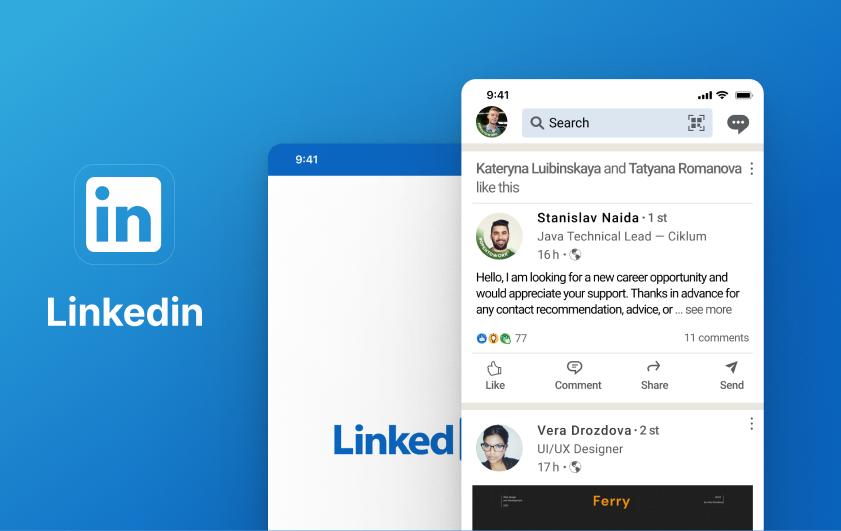 in
Linkedin
9:41
Linked
9:41
Search
Kateryna Luibinskaya and Tatyana Romanova
like this
Stanislav Naida · 1 st
Java Technical Lead — Ciklum
16 h ·
Hello, I am looking for a new career opportunity and
would appreciate your support. Thanks in advance for
any contact recommendation, advice, or ... see more
77
11 comments
Like
Comment
Share
Send
Vera Drozdova · 2 st
UI/UX Designer
17 h ·
Ferry